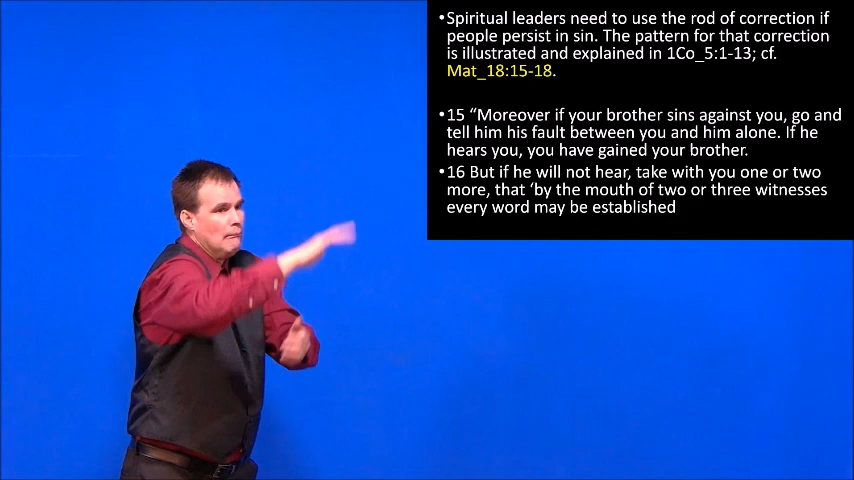 •Spiritual leaders need to use the rod of correction if
people persist in sin. The pattern for that correction
is illustrated and explained in 1Co_5:1-13; cf.
Mat_18:15-18.
•15 “Moreover if your brother sins against you, go and
tell him his fault between you and him alone. If he
hears you, you have gained your brother.
•16 But if he will not hear, take with you one or two
more, that ‘by the mouth of two or three witnesses
every word may be established